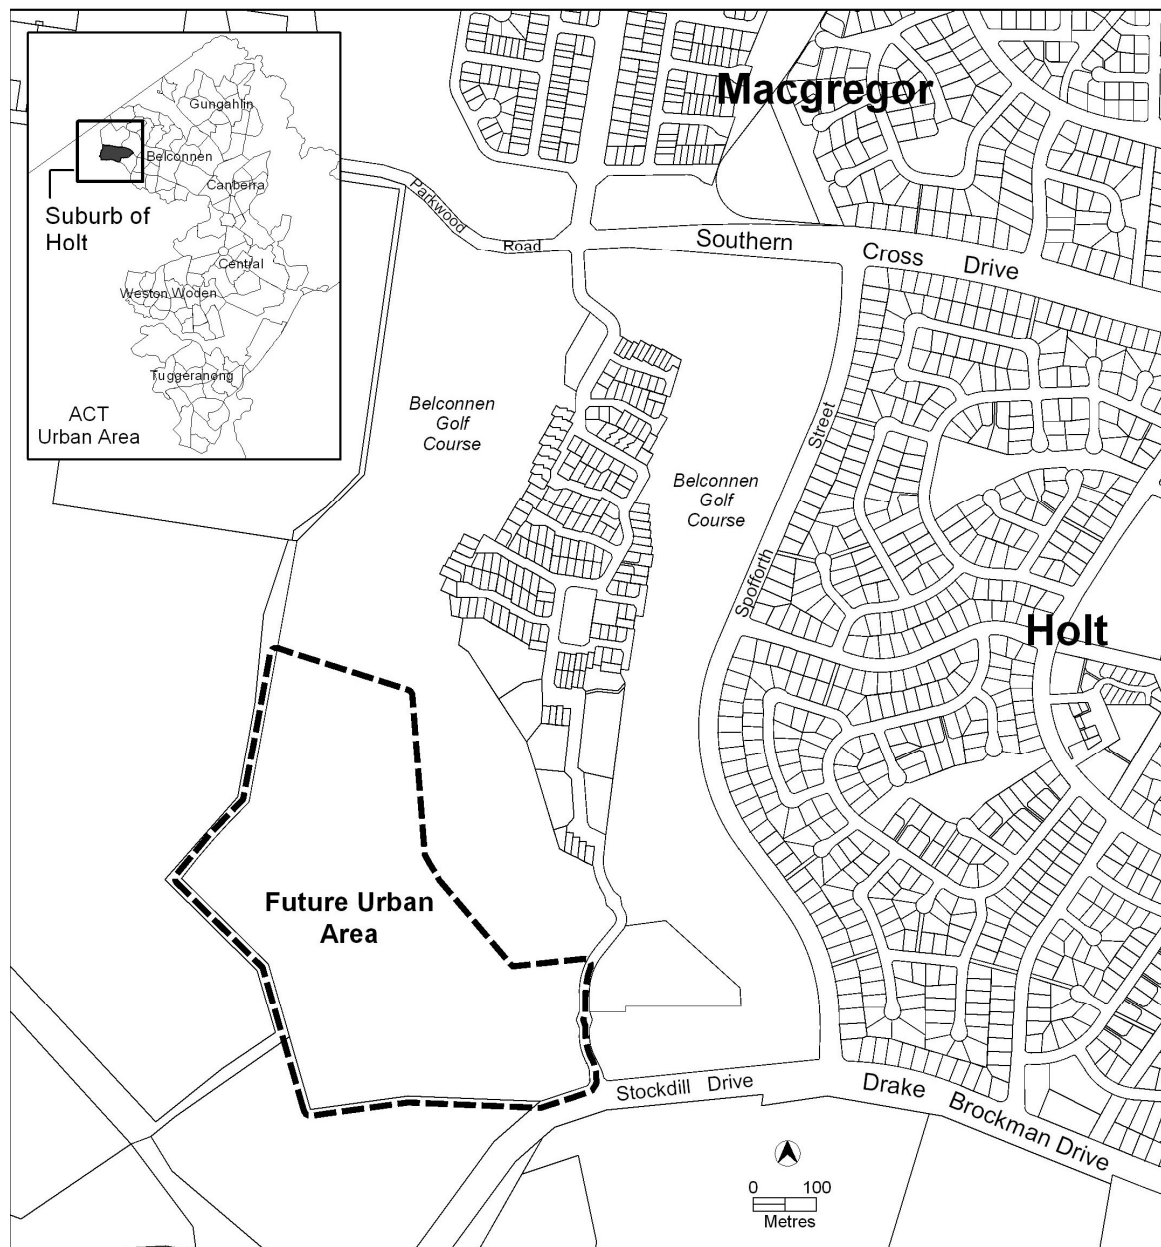 Macgregor
Gungahlin
Belconnen
Canberra
Suburb of
Holt
Central
Weston Woden
Tuggeranong
ACT
Urban Area
Parkwood
Road
Southern
Cross Drive
Belconnen
Golf
Course
Belconnen
Golf
Course
Spofforth Street
Holt
Future Urban
Area
Stockdill Drive
Drake Brockman Drive
0 100
Metres